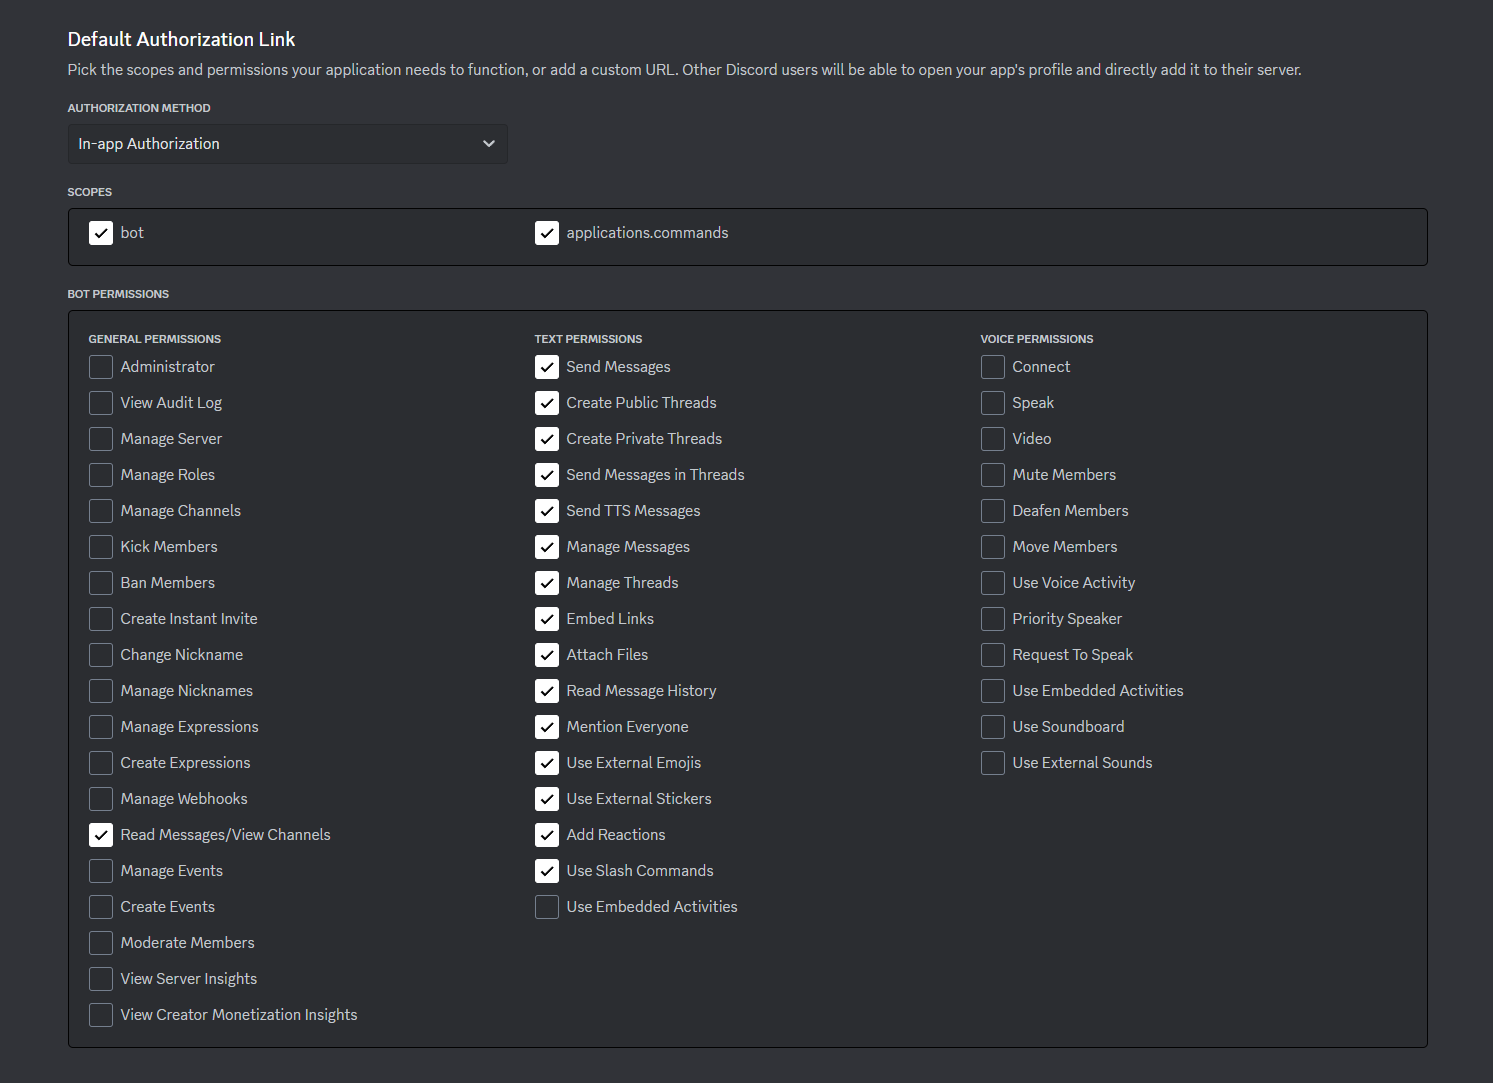 Default Authorization Link
Pick the scopes and permissions your application needs to function, or add a custom URL. Other Discord users will be able to open your app's profile and directly add it to their server.
AUTHORIZATION METHOD
In-app Authorization
SCOPES
bot
applications.commands
BOT PERMISSIONS
GENERAL PERMISSIONS
Administrator
View Audit Log
Manage Server
Manage Roles
Manage Channels
Kick Members
Ban Members
Create Instant Invite
Change Nickname
Manage Nicknames
Manage Expressions
Create Expressions
Manage Webhooks
Read Messages/View Channels
Manage Events
Create Events
Moderate Members
View Server Insights
View Creator Monetization Insights
TEXT PERMISSIONS
Send Messages
Create Public Threads
Create Private Threads
Send Messages in Threads
Send TTS Messages
Manage Messages
Manage Threads
Embed Links
Attach Files
Read Message History
Mention Everyone
Use External Emojis
Use External Stickers
Add Reactions
Use Slash Commands
Use Embedded Activities
VOICE PERMISSIONS
Connect
Speak
Video
Mute Members
Deafen Members
Move Members
Use Voice Activity
Priority Speaker
Request To Speak
Use Embedded Activities
Use Soundboard
Use External Sounds